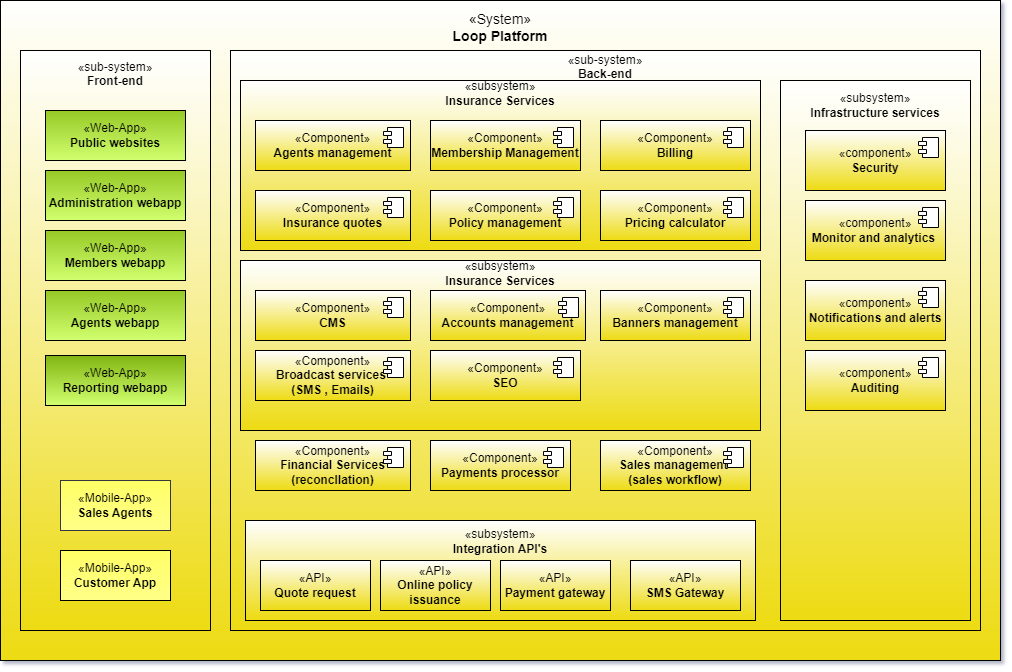 «System»
Loop Platform
«sub-system»
Front-end
«Web-App»
Public websites
«Web-App»
Administration webapp
«Web-App»
Members webapp
«Web-App»
Agents webapp
«Web-App»
Reporting webapp
«Mobile-App»
Sales Agents
«Mobile-App»
Customer App
«sub-system»
Back-end
«subsystem»
Insurance Services
«Component»
Agents management
«Component»
Membership Management
«Component»
Billing
«Component»
Insurance quotes
«Component»
Policy management
«Component»
Pricing calculator
«subsystem»
Insurance Services
«Component»
CMS
«Component»
Accounts management
«Component»
Banners management
«Component»
Broadcast services
(SMS , Emails)
«Component»
SEO
«Component»
Financial Services
(reconcilation)
«Component»
Payments processor
«Component»
Sales management
(sales workflow)
«subsystem»
Integration API's
«API»
Quote request
«API»
Online policy
issuance
«API»
Payment gateway
«API»
SMS Gateway
«subsystem»
Infrastructure services
«component»
Security
«component»
Monitor and analytics
«component»
Notifications and alerts
«component»
Auditing